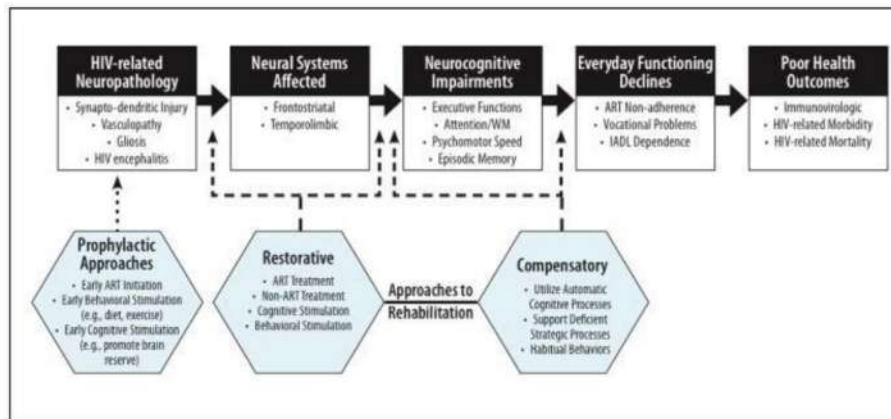 HIV-related
Neuropathology
• Synapto-dendritic Injury
• Vasculopathy
• Gliosis
• HIV encephalitis
Neural Systems
Affected
• Frontostriatal
• Temporolimbic
Neurocognitive
Impairments
• Executive Functions
• Attention/WM
• Psychomotor Speed
• Episodic Memory
Everyday Functioning
Declines
• ART Non-adherence
• Vocational Problems
• IADL Dependence
Poor Health
Outcomes
• Immunovirologic
• HIV-related Morbidity
• HIV-related Mortality
Prophylactic
Approaches
• Early ART Initiation
• Early Behavioral Stimulation
(e.g., diet, exercise)
• Early Cognitive Stimulation
(e.g., promote brain
reserve)
Restorative
• ART Treatment
• Non-ART Treatment
• Cognitive Stimulation
• Behavioral Stimulation
Approaches to
Rehabilitation
Compensatory
• Utilize Automatic
Cognitive Processes
• Support Deficient
Strategic Processes
• Habitual Behaviors